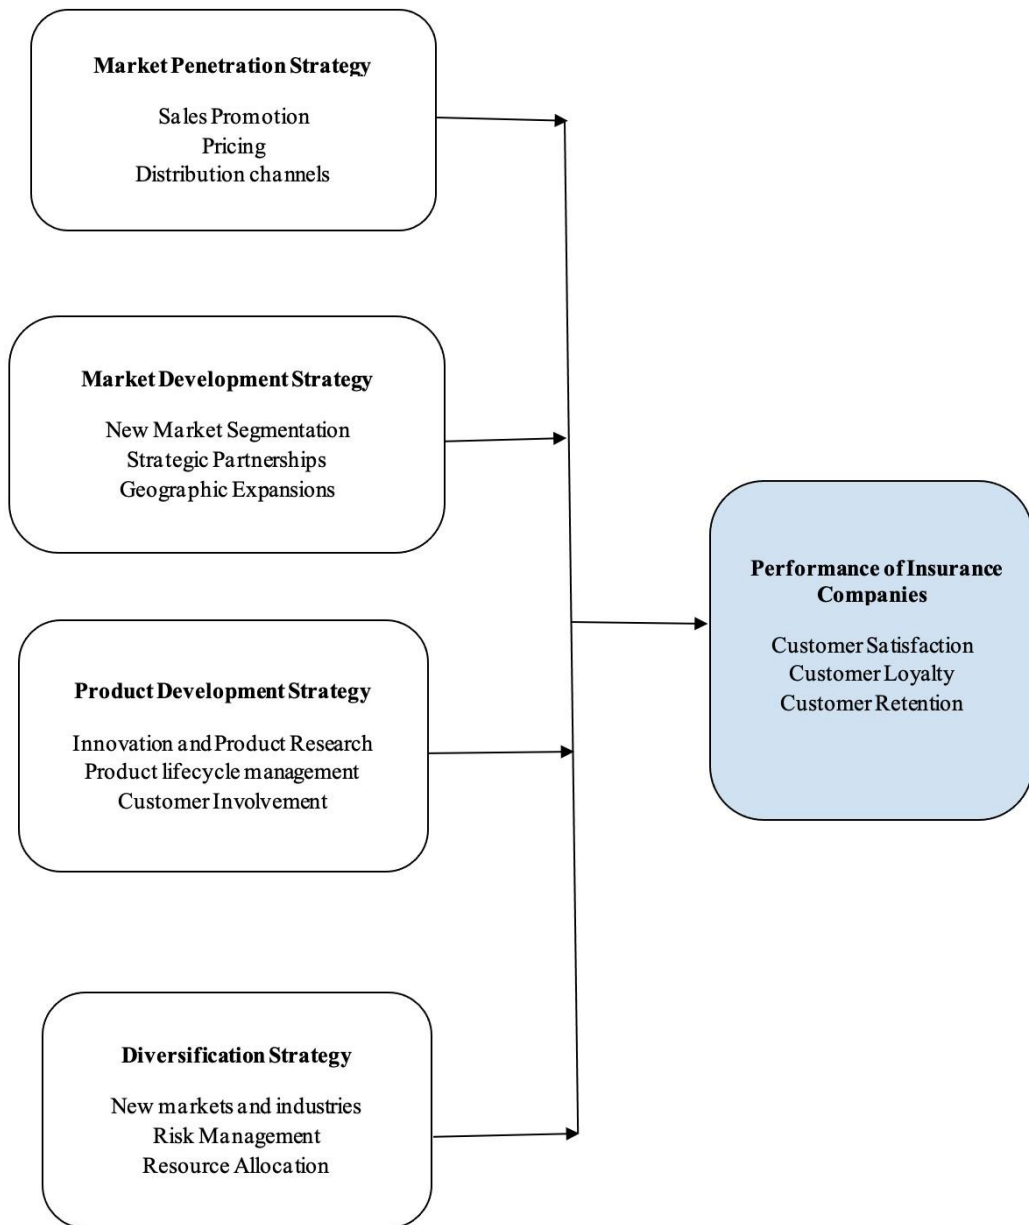 Market Penetration Strategy
Sales Promotion
Pricing
Distribution channels
Market Development Strategy
New Market Segmentation
Strategic Partnerships
Geographic Expansions
Performance of Insurance
Companies
Customer Satisfaction
Customer Loyalty
Customer Retention
Product Development Strategy
Innovation and Product Research
Product lifecycle management
Customer Involvement
Diversification Strategy
New markets and industries
Risk Management
Resource Allocation